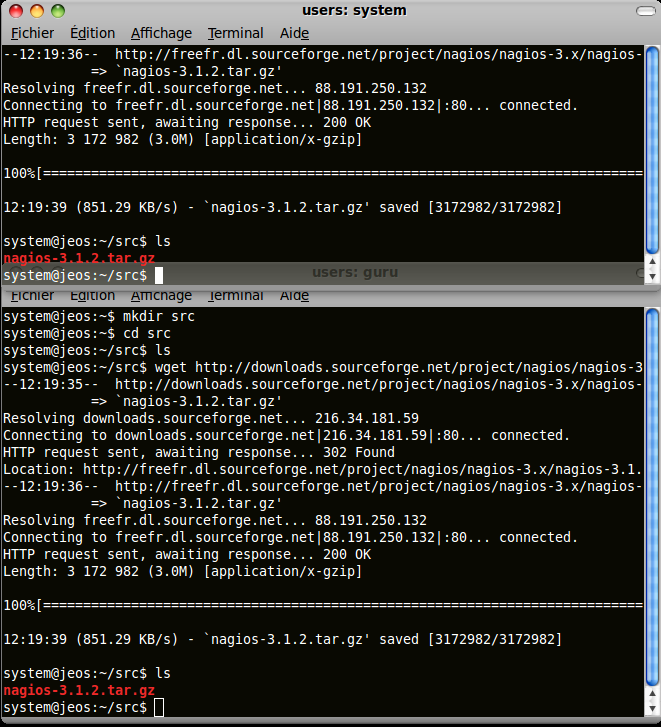 users: system
Fichier Édition Affichage Terminal Aide
--12:19:36-- http://freefr.dl.sourceforge.net/project/nagios/nagios-3.x/nagios-
=> `nagios-3.1.2.tar.gz'
Resolving freefr.dl.sourceforge.net... 88.191.250.132
Connecting to freefr.dl.sourceforge.net|88.191.250.132|:80... connected.
HTTP request sent, awaiting response... 200 OK
Length: 3 172 982 (3.0M) [application/x-gzip]
100%[===========================================================================
12:19:39 (851.29 KB/s) - `nagios-3.1.2.tar.gz' saved [3172982/3172982]
system@jeos:~/src$ ls
nagios-3.1.2.tar.gz
system@jeos:~/src$
users: guru
Fichier Édition Affichage Terminal Aide
system@jeos:~$ mkdir src
system@jeos:~$ cd src
system@jeos:~/src$ ls
system@jeos:~/src$ wget http://downloads.sourceforge.net/project/nagios/nagios-3
--12:19:35-- http://downloads.sourceforge.net/project/nagios/nagios-3.x/nagios-
=> `nagios-3.1.2.tar.gz'
Resolving downloads.sourceforge.net... 216.34.181.59
Connecting to downloads.sourceforge.net|216.34.181.59|:80... connected.
HTTP request sent, awaiting response... 302 Found
Location: http://freefr.dl.sourceforge.net/project/nagios/nagios-3.x/nagios-3.1.
--12:19:36-- http://freefr.dl.sourceforge.net/project/nagios/nagios-3.x/nagios-
=> `nagios-3.1.2.tar.gz'
Resolving freefr.dl.sourceforge.net... 88.191.250.132
Connecting to freefr.dl.sourceforge.net|88.191.250.132|:80... connected.
HTTP request sent, awaiting response... 200 OK
Length: 3 172 982 (3.0M) [application/x-gzip]
100%[===========================================================================
12:19:39 (851.29 KB/s) - `nagios-3.1.2.tar.gz' saved [3172982/3172982]
system@jeos:~/src$ ls
nagios-3.1.2.tar.gz
system@jeos:~/src$